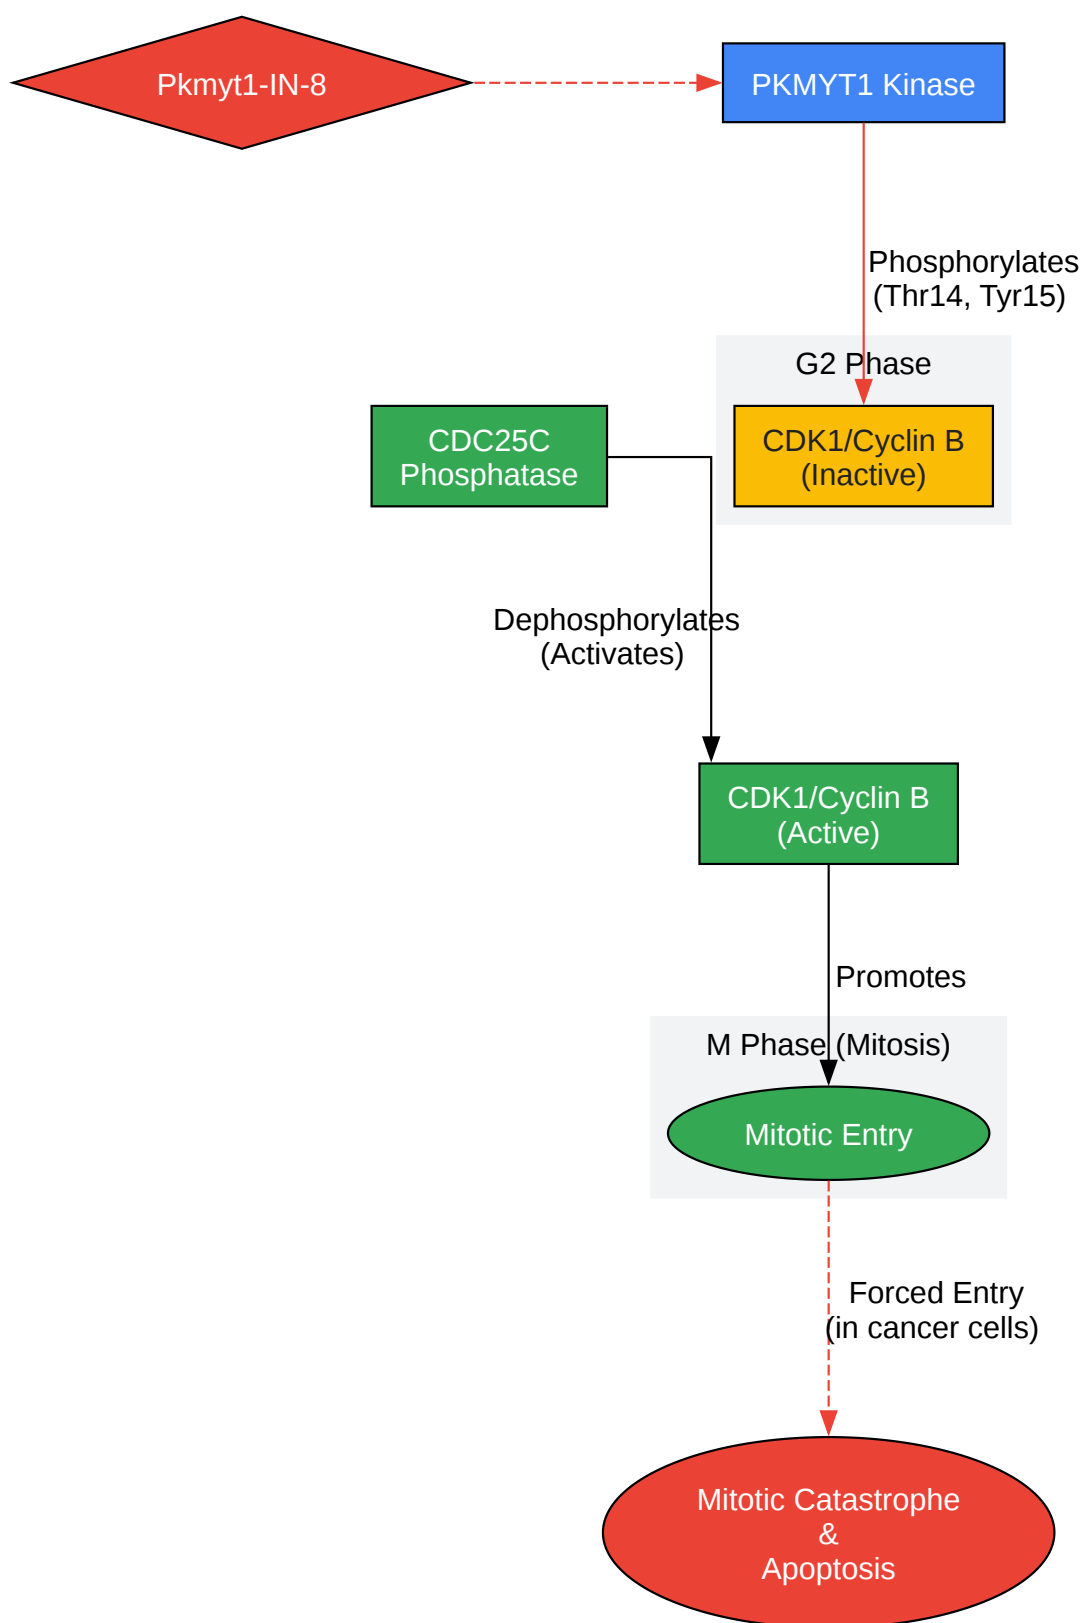 Pkmyt1-IN-8
PKMYT1 Kinase
Phosphorylates
(Thr14, Tyr15)
G2 Phase
CDC25C
Phosphatase
CDK1/Cyclin B
(Inactive)
Dephosphorylates
(Activates)
CDK1/Cyclin B
(Active)
Promotes
M Phase (Mitosis)
Mitotic Entry
Forced Entry
(in cancer cells)
Mitotic Catastrophe
&
Apoptosis